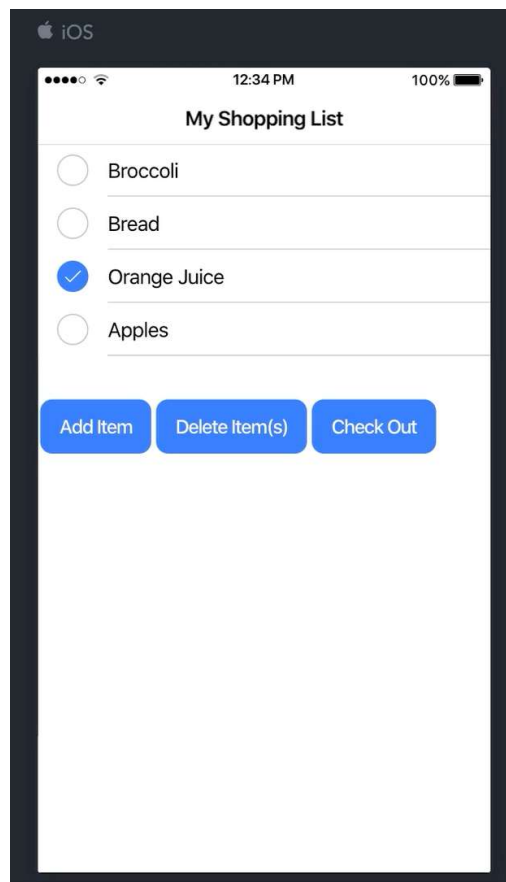 iOS
12:34 PM 100%
My Shopping List
Broccoli
Bread
Orange Juice
Apples
Add Item Delete Item(s) Check Out